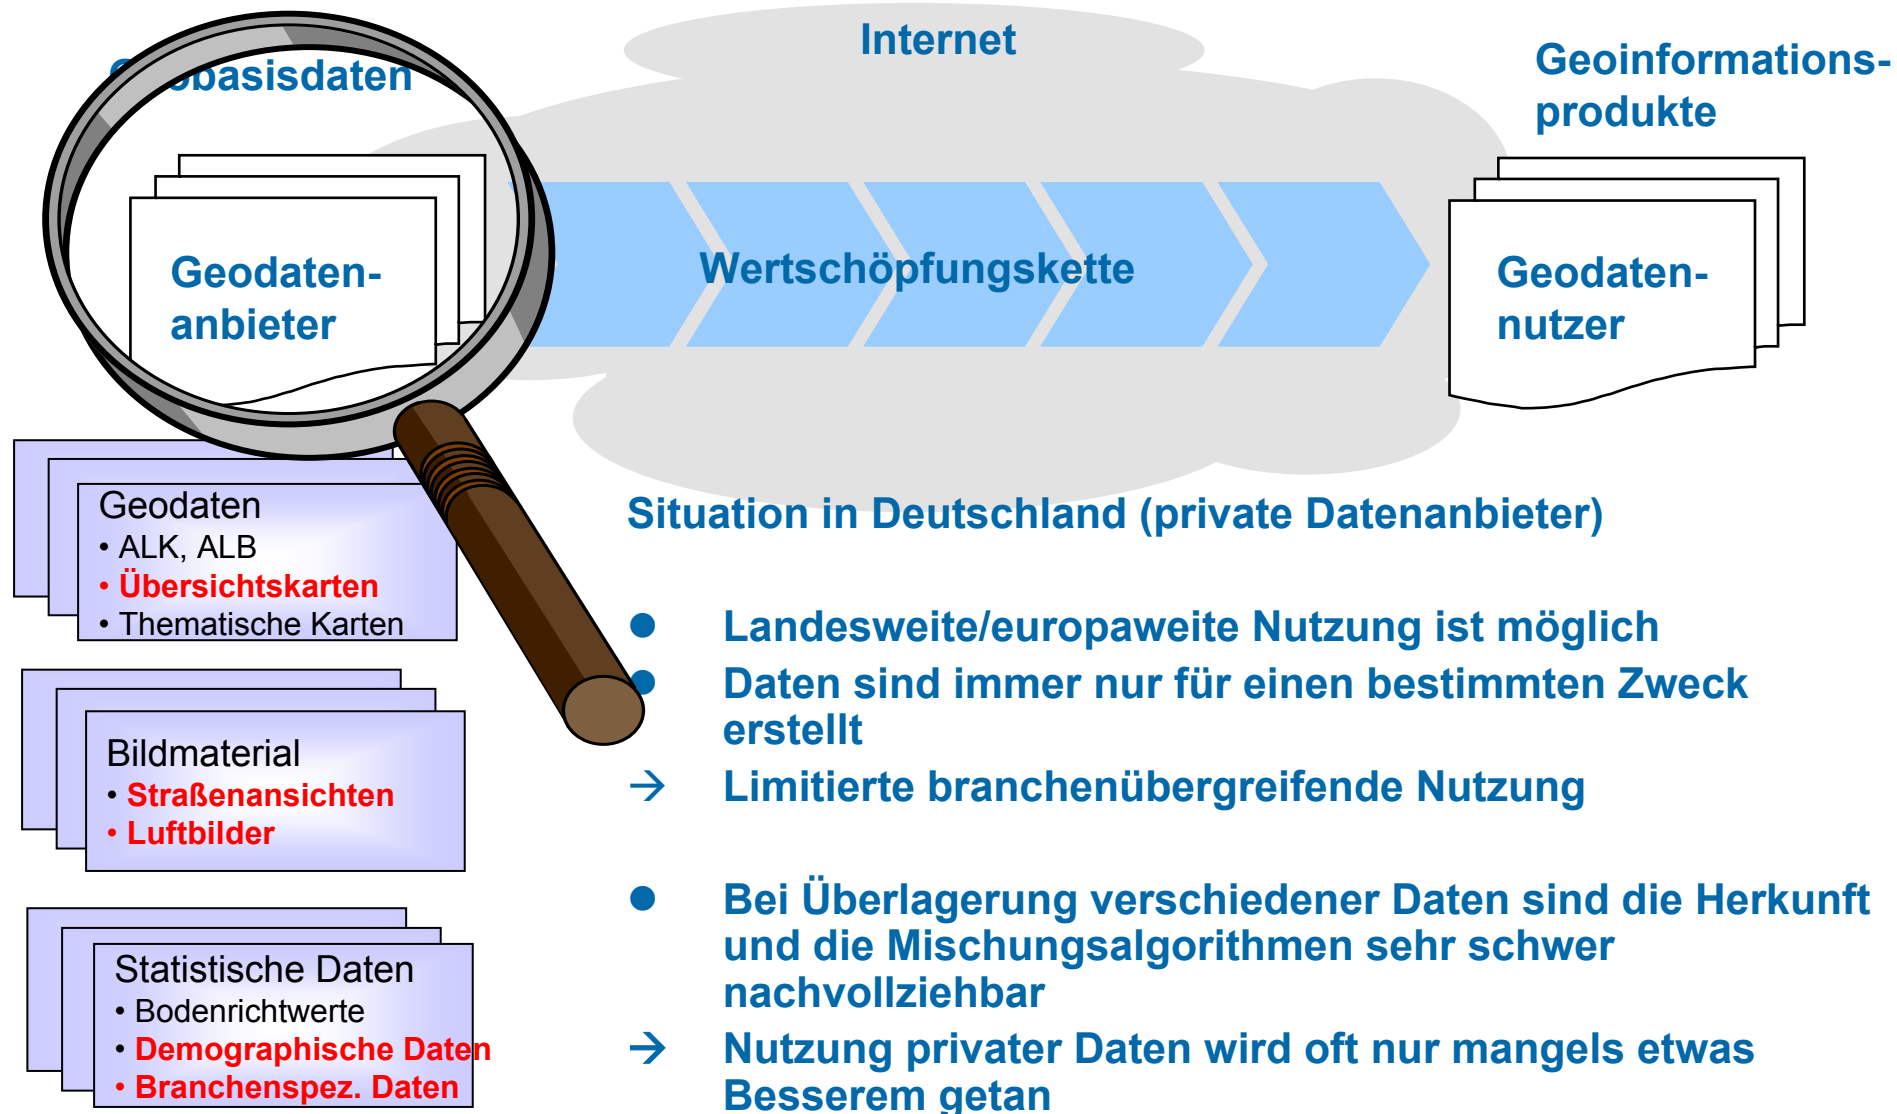 Internet
Geoinformations-
produkte
Geodaten-
anbieter
Wertschöpfungskette
Geodaten-
nutzer
Geodaten
• ALK, ALB
• Übersichtskarten
• Thematische Karten
Bildmaterial
• Straßenansichten
• Luftbilder
Statistische Daten
• Bodenrichtwerte
• Demographische Daten
• Branchenspez. Daten
Situation in Deutschland (private Datenanbieter)
● Landesweite/europaweite Nutzung ist möglich
● Daten sind immer nur für einen bestimmten Zweck
erstellt
→ Limitierte branchenübergreifende Nutzung
● Bei Überlagerung verschiedener Daten sind die Herkunft
und die Mischungsalgorithmen sehr schwer
nachvollziehbar
→ Nutzung privater Daten wird oft nur mangels etwas
Besserem getan